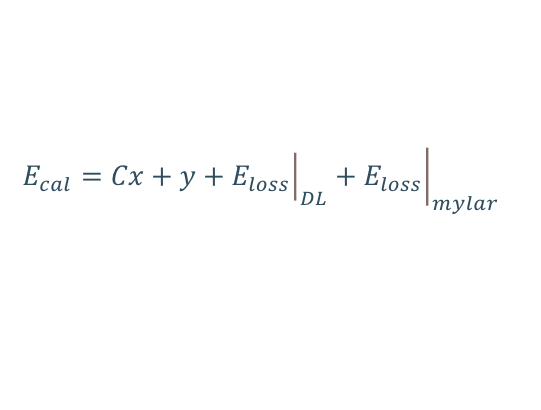 E_cal = Cx + y + E_loss|_DL + E_loss|_mylar